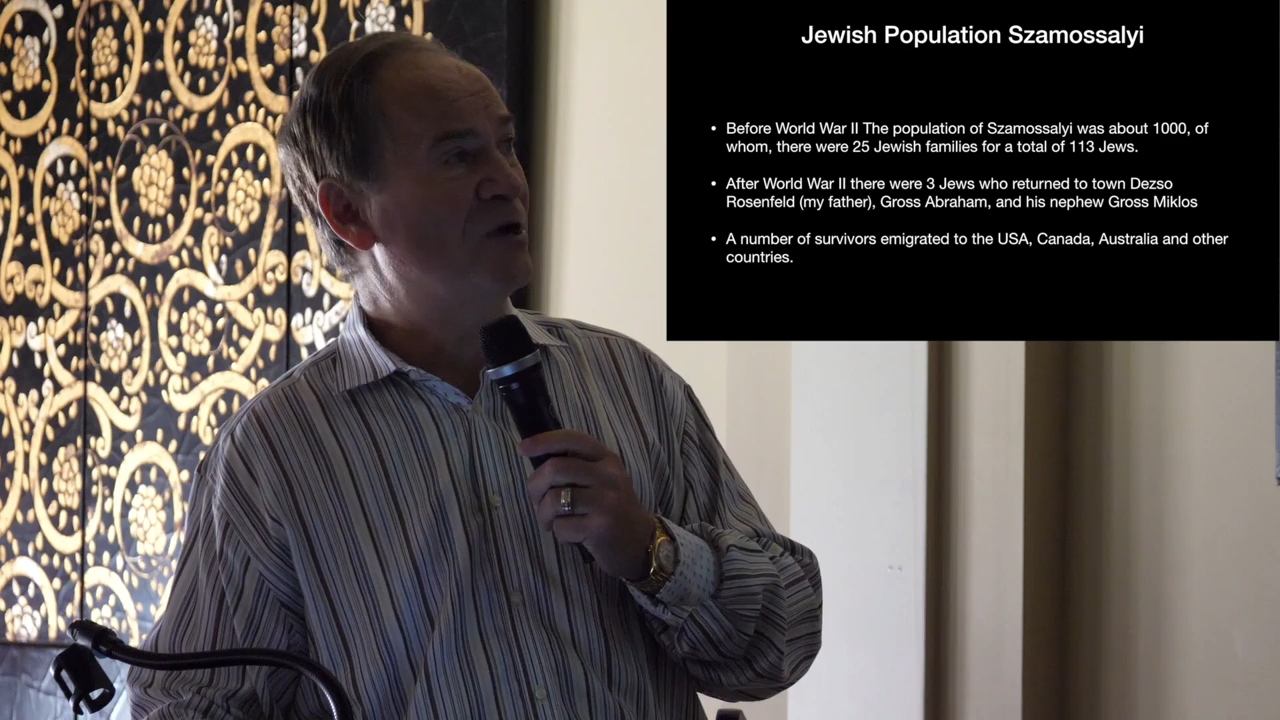 Jewish Population Szamossalyi
• Before World War II The population of Szamossalyi was about 1000, of
whom, there were 25 Jewish families for a total of 113 Jews.
• After World War II there were 3 Jews who returned to town Dezso
Rosenfeld (my father), Gross Abraham, and his nephew Gross Miklos
• A number of survivors emigrated to the USA, Canada, Australia and other
countries.